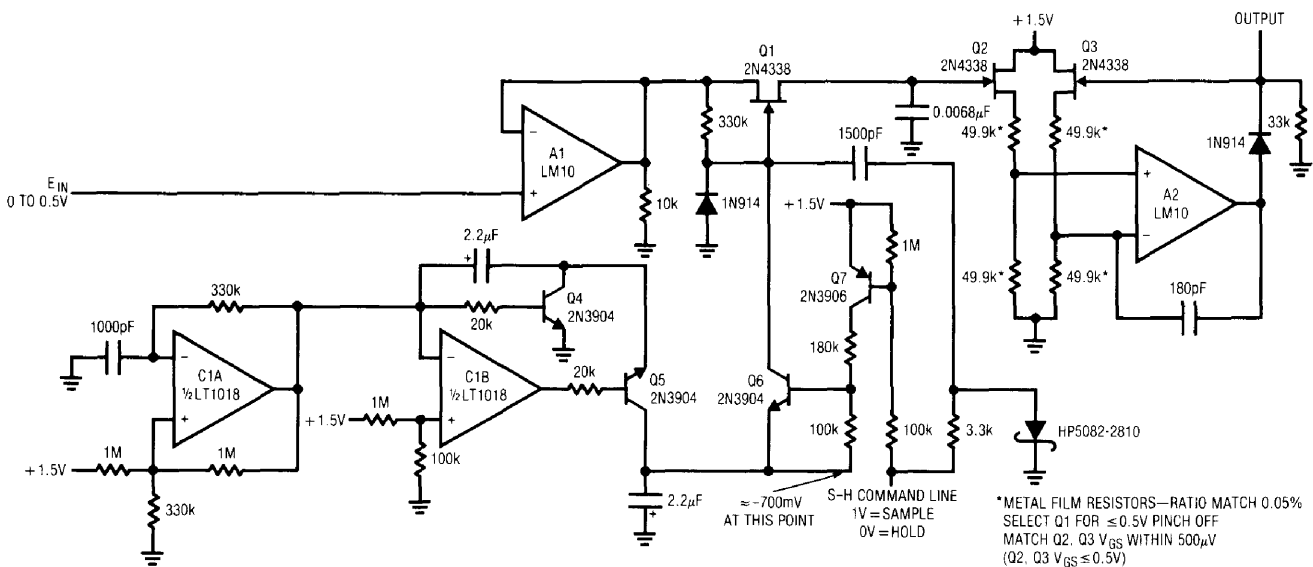 +1.5V
OUTPUT
Q1
2N4338
Q2
2N4338
Q3
2N4338
330k
0.0068µF
49.9k*
49.9k*
33k
1N914
−
A1
LM10
+
E_IN
0 TO 0.5V
10k
1N914
1500pF
+1.5V
1M
+
A2
LM10
−
2.2µF
+
Q7
2N3906
49.9k*
49.9k*
180pF
330k
1000pF
20k
Q4
2N3904
180k
−
C1A
½LT1018
+
−
C1B
½LT1018
+
20k
Q5
2N3904
Q6
2N3904
+1.5V
1M
100k
100k
100k
3.3k
HP5082-2810
+1.5V
1M
1M
330k
2.2µF
+
≈-700mV
AT THIS POINT
S-H COMMAND LINE
1V = SAMPLE
0V = HOLD
*METAL FILM RESISTORS—RATIO MATCH 0.05%
SELECT Q1 FOR ≤0.5V PINCH OFF
MATCH Q2, Q3 V_GS WITHIN 500µV
(Q2, Q3 V_GS ≤0.5V)